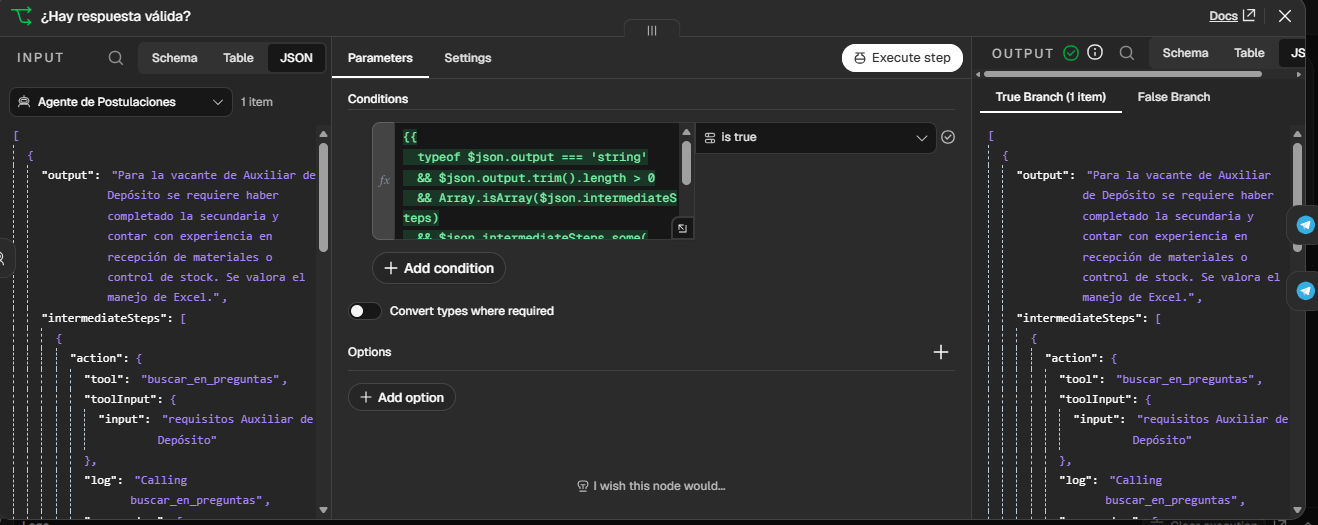 ¿Hay respuesta válida?
Docs
INPUT
Schema
Table
JSON
Agente de Postulaciones
1 item
[
{
"output": "Para la vacante de Auxiliar de
Depósito se requiere haber
completado la secundaria y
contar con experiencia en
recepción de materiales o
control de stock. Se valora el
manejo de Excel.",
"intermediateSteps": [
{
"action": {
"tool": "buscar_en_preguntas",
"toolInput": {
"input": "requisitos Auxiliar de
Depósito"
},
"log": "Calling
buscar_en_preguntas",
Parameters
Settings
Execute step
Conditions
fx
{{
typeof $json.output === 'string'
&& $json.output.trim().length > 0
&& Array.isArray($json.intermediateS
teps)
&& $json.intermediateSteps.some(
is true
Add condition
Convert types where required
Options
Add option
I wish this node would...
OUTPUT
Schema
Table
JS
True Branch (1 item)
False Branch
[
{
"output": "Para la vacante de Auxiliar
de Depósito se requiere haber
completado la secundaria y
contar con experiencia en
recepción de materiales o
control de stock. Se valora el
manejo de Excel.",
"intermediateSteps": [
{
"action": {
"tool": "buscar_en_preguntas",
"toolInput": {
"input": "requisitos Auxiliar de
Depósito"
},
"log": "Calling
buscar_en_preguntas",